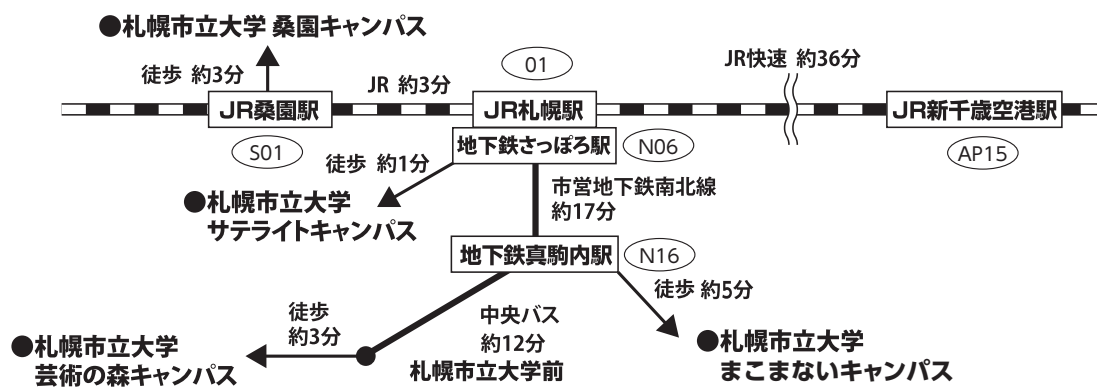 ●札幌市立大学 桑園キャンパス
徒歩 約3分
JR 約3分
01
JR快速 約36分
JR桑園駅
JR札幌駅
JR新千歳空港駅
S01
地下鉄さっぽろ駅
N06
AP15
徒歩 約1分
●札幌市立大学
サテライトキャンパス
市営地下鉄南北線
約17分
地下鉄真駒内駅
N16
徒歩 約5分
徒歩
約3分
中央バス
約12分
札幌市立大学前
●札幌市立大学
芸術の森キャンパス
●札幌市立大学
まこまないキャンパス